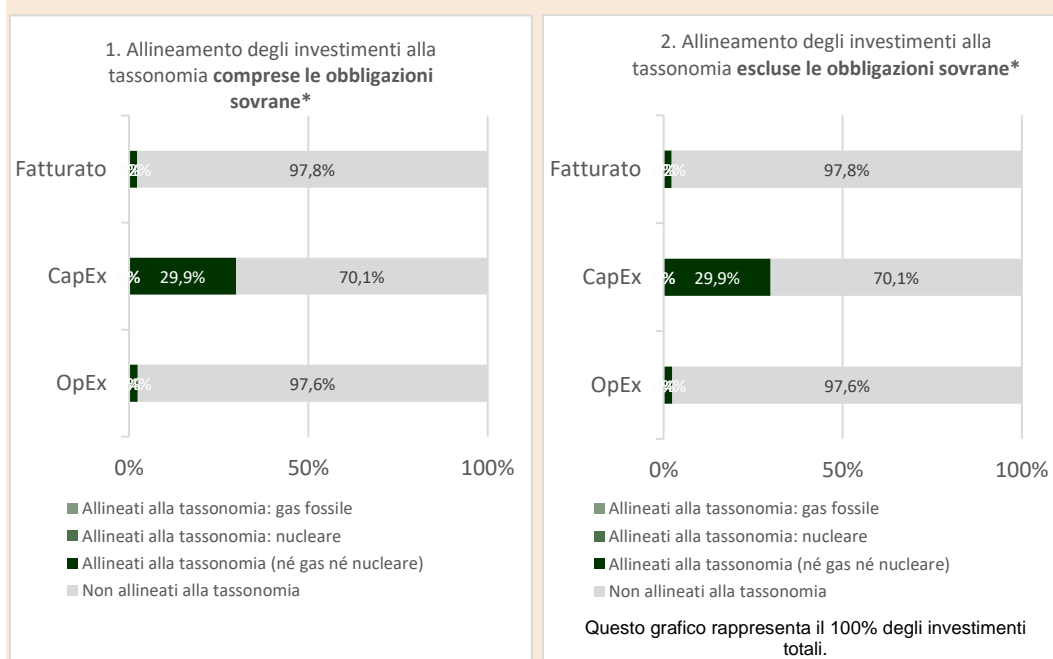 1. Allineamento degli investimenti alla
tassonomia comprese le obbligazioni
sovrane*
Fatturato
97,8%
CapEx
29,9%
70,1%
OpEx
97,6%
0%
50%
100%
Allineati alla tassonomia: gas fossile
Allineati alla tassonomia: nucleare
Allineati alla tassonomia (né gas né nucleare)
Non allineati alla tassonomia
2. Allineamento degli investimenti alla
tassonomia escluse le obbligazioni sovrane*
Fatturato
97,8%
CapEx
29,9%
70,1%
OpEx
97,6%
0%
50%
100%
Allineati alla tassonomia: gas fossile
Allineati alla tassonomia: nucleare
Allineati alla tassonomia (né gas né nucleare)
Non allineati alla tassonomia
Questo grafico rappresenta il 100% degli investimenti
totali.